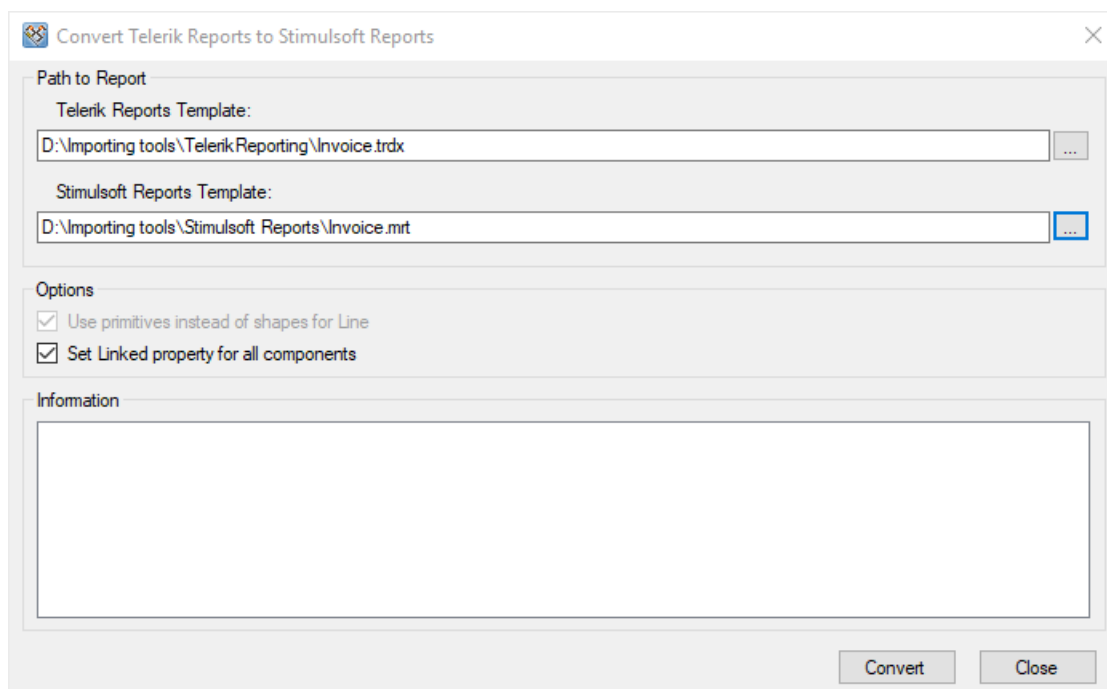 Convert Telerik Reports to Stimulsoft Reports
Path to Report
Telerik Reports Template:
D:\Importing tools\TelerikReporting\Invoice.trdx
...
Stimulsoft Reports Template:
D:\Importing tools\Stimulsoft Reports\Invoice.mrt
...
Options
Use primitives instead of shapes for Line
Set Linked property for all components
Information
Convert
Close